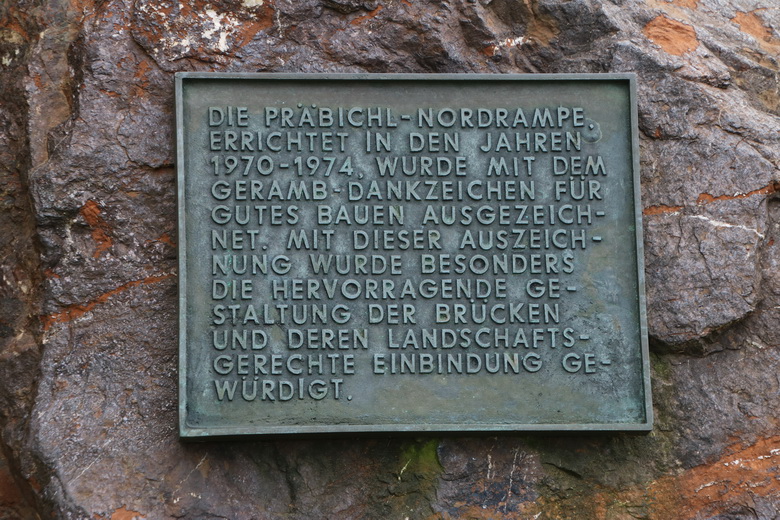 DIE PRÄBICHL-NORDRAMPE,
ERRICHTET IN DEN JAHREN
1970-1974, WURDE MIT DEM
GERAMB-DANKZEICHEN FÜR
GUTES BAUEN AUSGEZEICH-
NET. MIT DIESER AUSZEICH-
NUNG WURDE BESONDERS
DIE HERVORRAGENDE GE-
STALTUNG DER BRÜCKEN
UND DEREN LANDSCHAFTS-
GERECHTE EINBINDUNG GE-
WÜRDIGT.